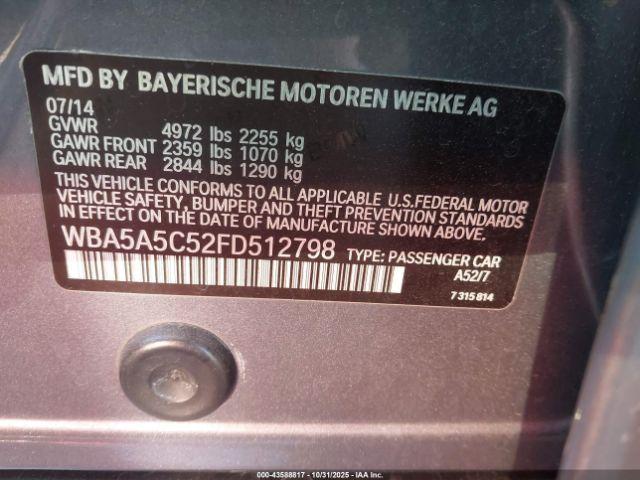 MFD BY BAYERISCHE MOTOREN WERKE AG
07/14
GVWR 4972 lbs 2255 kg
GAWR FRONT 2359 lbs 1070 kg
GAWR REAR 2844 lbs 1290 kg
THIS VEHICLE CONFORMS TO ALL APPLICABLE U.S.FEDERAL MOTOR
VEHICLE SAFETY, BUMPER AND THEFT PREVENTION STANDARDS
IN EFFECT ON THE DATE OF MANUFACTURE SHOWN ABOVE.
WBA5A5C52FD512798 TYPE: PASSENGER CAR
A52/7
7 315 814
000-43588817 - 10/31/2025 - IAA Inc.